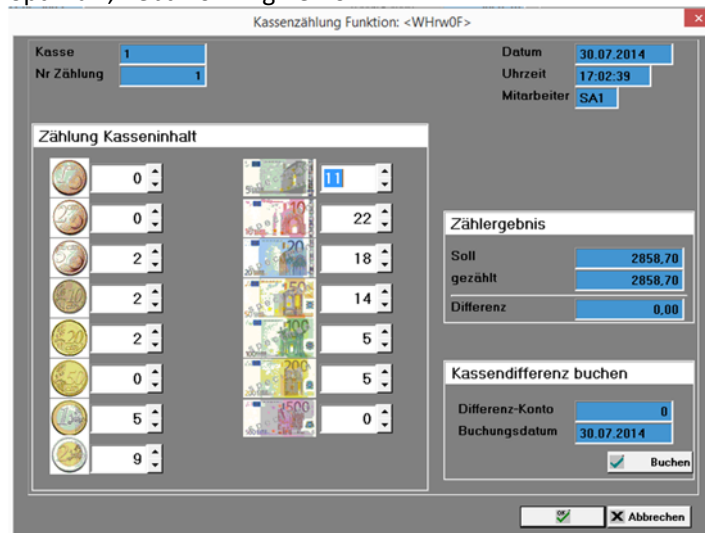 Kassenzählung Funktion: <WHrw0F>
Kasse 1
Nr Zählung 1
Datum 30.07.2014
Uhrzeit 17:02:39
Mitarbeiter SA1
Zählung Kasseninhalt
0 11
0 22
2 18
2 14
2 5
0 5
5 0
9
Zählergebnis
Soll 2858,70
gezählt 2858,70
Differenz 0,00
Kassendifferenz buchen
Differenz-Konto 0
Buchungsdatum 30.07.2014
Buchen
OK
Abbrechen